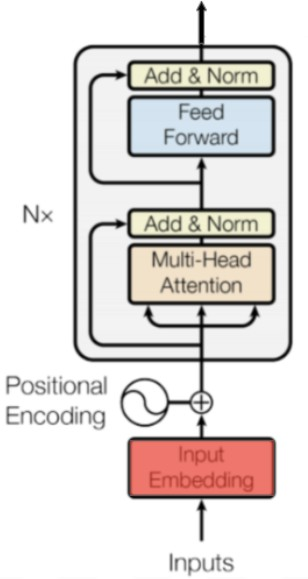 Add & Norm
Feed
Forward
Nx
Add & Norm
Multi-Head
Attention
Positional
Encoding
Input
Embedding
Inputs